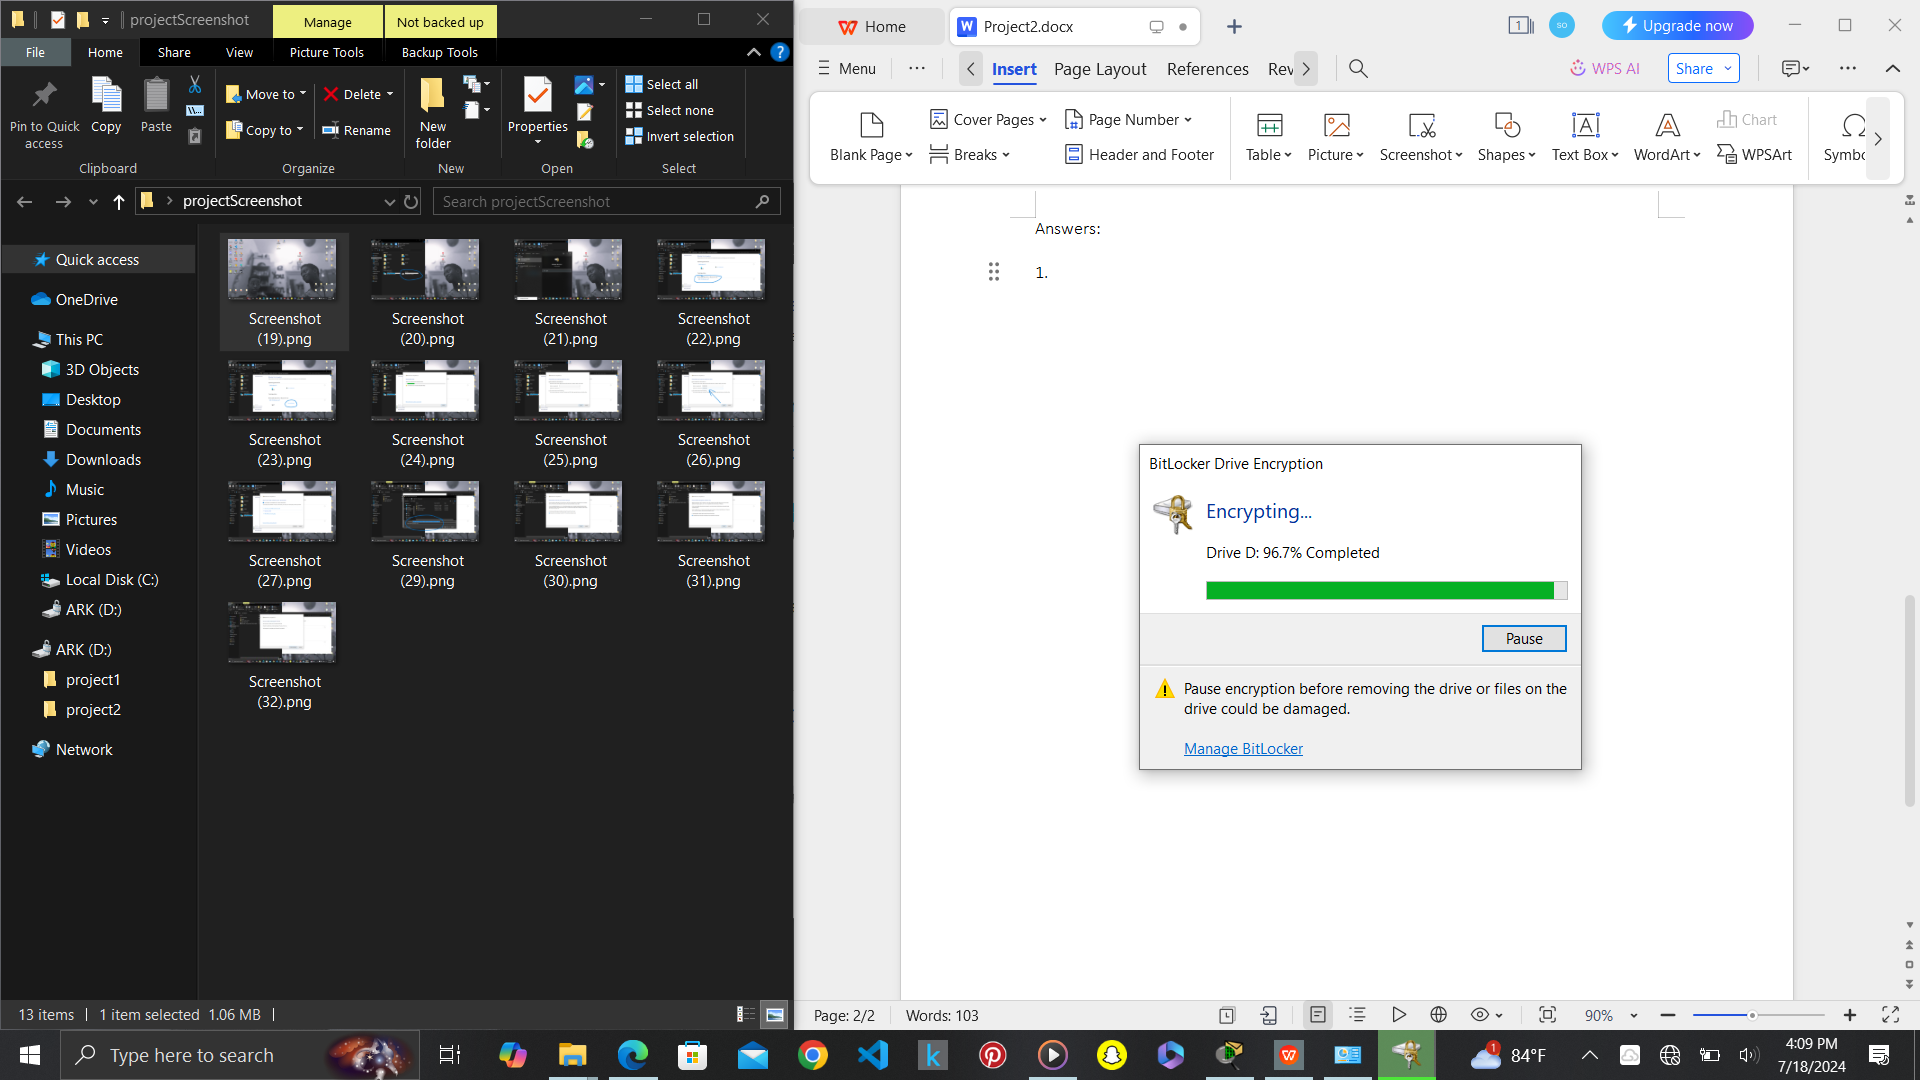 projectScreenshot
Manage
Not backed up
File
Home
Share
View
Picture Tools
Backup Tools
Pin to Quick access
Copy
Paste
Move to
Copy to
Delete
Rename
New folder
Properties
Select all
Select none
Invert selection
Clipboard
Organize
New
Open
Select
projectScreenshot
Search projectScreenshot
Quick access
OneDrive
This PC
3D Objects
Desktop
Documents
Downloads
Music
Pictures
Videos
Local Disk (C:)
ARK (D:)
ARK (D:)
project1
project2
Network
Screenshot (19).png
Screenshot (20).png
Screenshot (21).png
Screenshot (22).png
Screenshot (23).png
Screenshot (24).png
Screenshot (25).png
Screenshot (26).png
Screenshot (27).png
Screenshot (29).png
Screenshot (30).png
Screenshot (31).png
Screenshot (32).png
13 items
1 item selected 1.06 MB
Home
Project2.docx
1
SO
Upgrade now
Menu
Insert
Page Layout
References
Rev
WPS AI
Share
Blank Page
Cover Pages
Breaks
Page Number
Header and Footer
Table
Picture
Screenshot
Shapes
Text Box
WordArt
Chart
WPSArt
Symbo
Answers:
1.
BitLocker Drive Encryption
Encrypting...
Drive D: 96.7% Completed
Pause
Pause encryption before removing the drive or files on the
drive could be damaged.
Manage BitLocker
Page: 2/2
Words: 103
90%
Type here to search
1
84°F
4:09 PM
7/18/2024